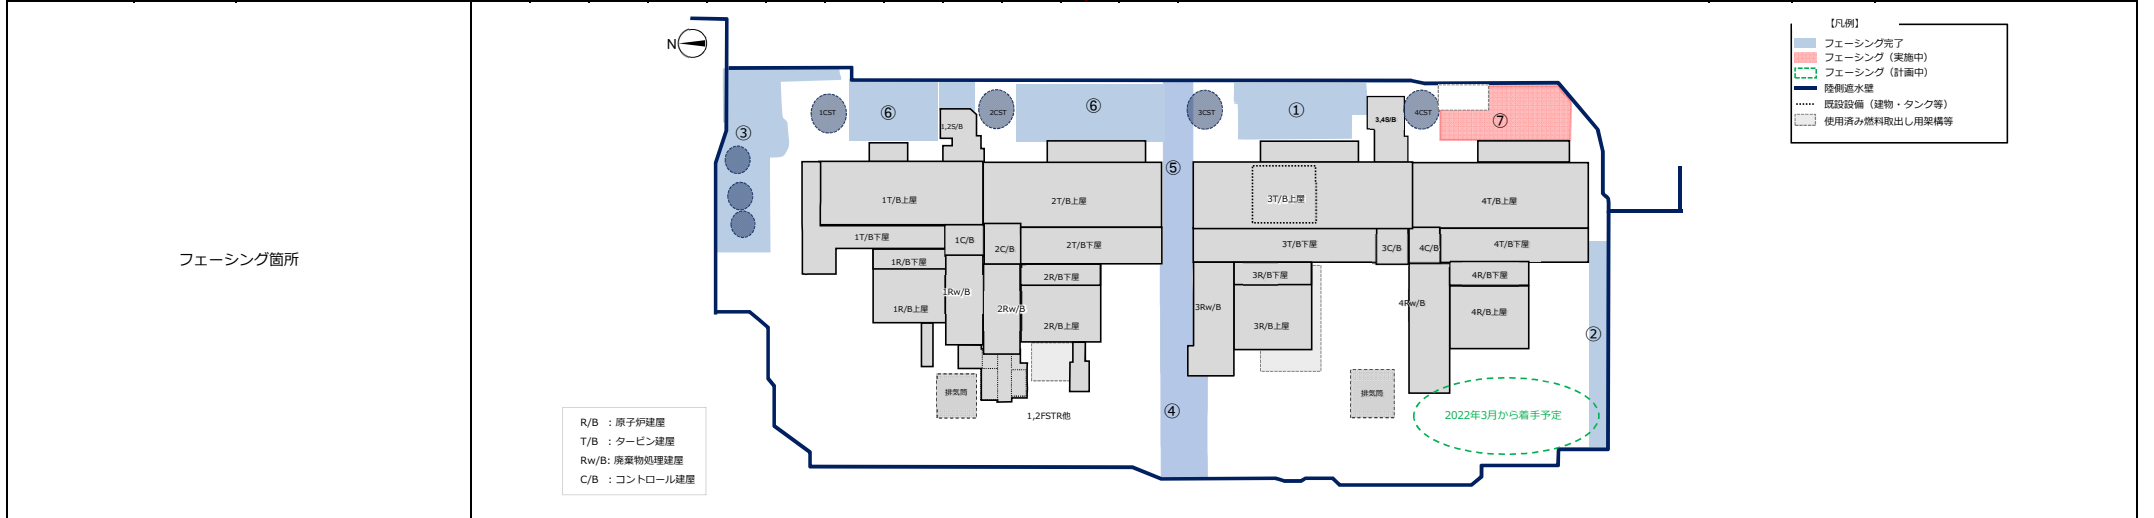 フェーシング箇所
N
【凡例】
フェーシング完了
フェーシング（実施中）
フェーシング（計画中）
陸側遮水壁
既設設備（建物・タンク等）
使用済み燃料取出し用架構等
1CST
⑥
1,2S/B
2CST
⑥
3CST
①
3,4S/B
4CST
⑦
③
⑤
1T/B上屋
2T/B上屋
3T/B上屋
4T/B上屋
1T/B下屋
1C/B
2C/B
2T/B下屋
3T/B下屋
3C/B
4C/B
4T/B下屋
1R/B下屋
2R/B下屋
3R/B下屋
4R/B下屋
1Rw/B
1R/B上屋
2Rw/B
2R/B上屋
3Rw/B
3R/B上屋
4Rw/B
4R/B上屋
②
排気筒
1,2FSTR他
④
排気筒
2022年3月から着手予定
R/B ：原子炉建屋
T/B ：タービン建屋
Rw/B：廃棄物処理建屋
C/B ：コントロール建屋